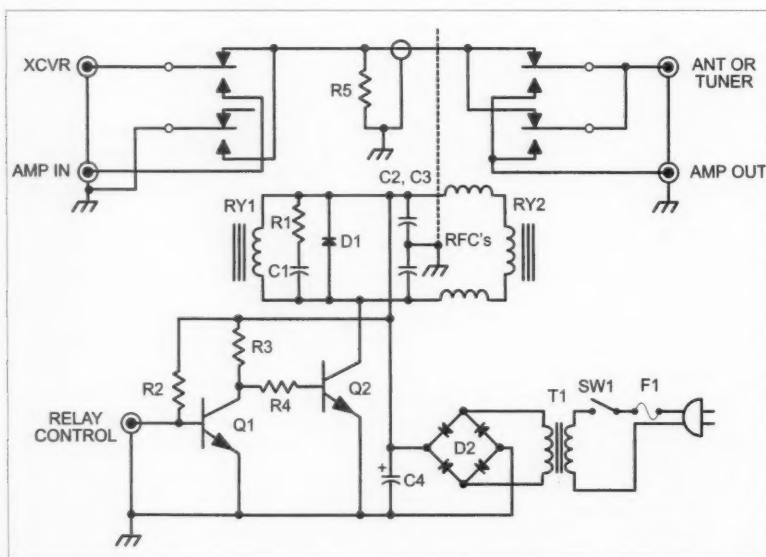 XCVR
R5
ANT OR
TUNER
AMP IN
AMP OUT
C2, C3
RY1
R1
D1
RFC's
RY2
C1
R3
R2
R4
Q2
T1
SW1
F1
RELAY
CONTROL
Q1
D2
+
C4